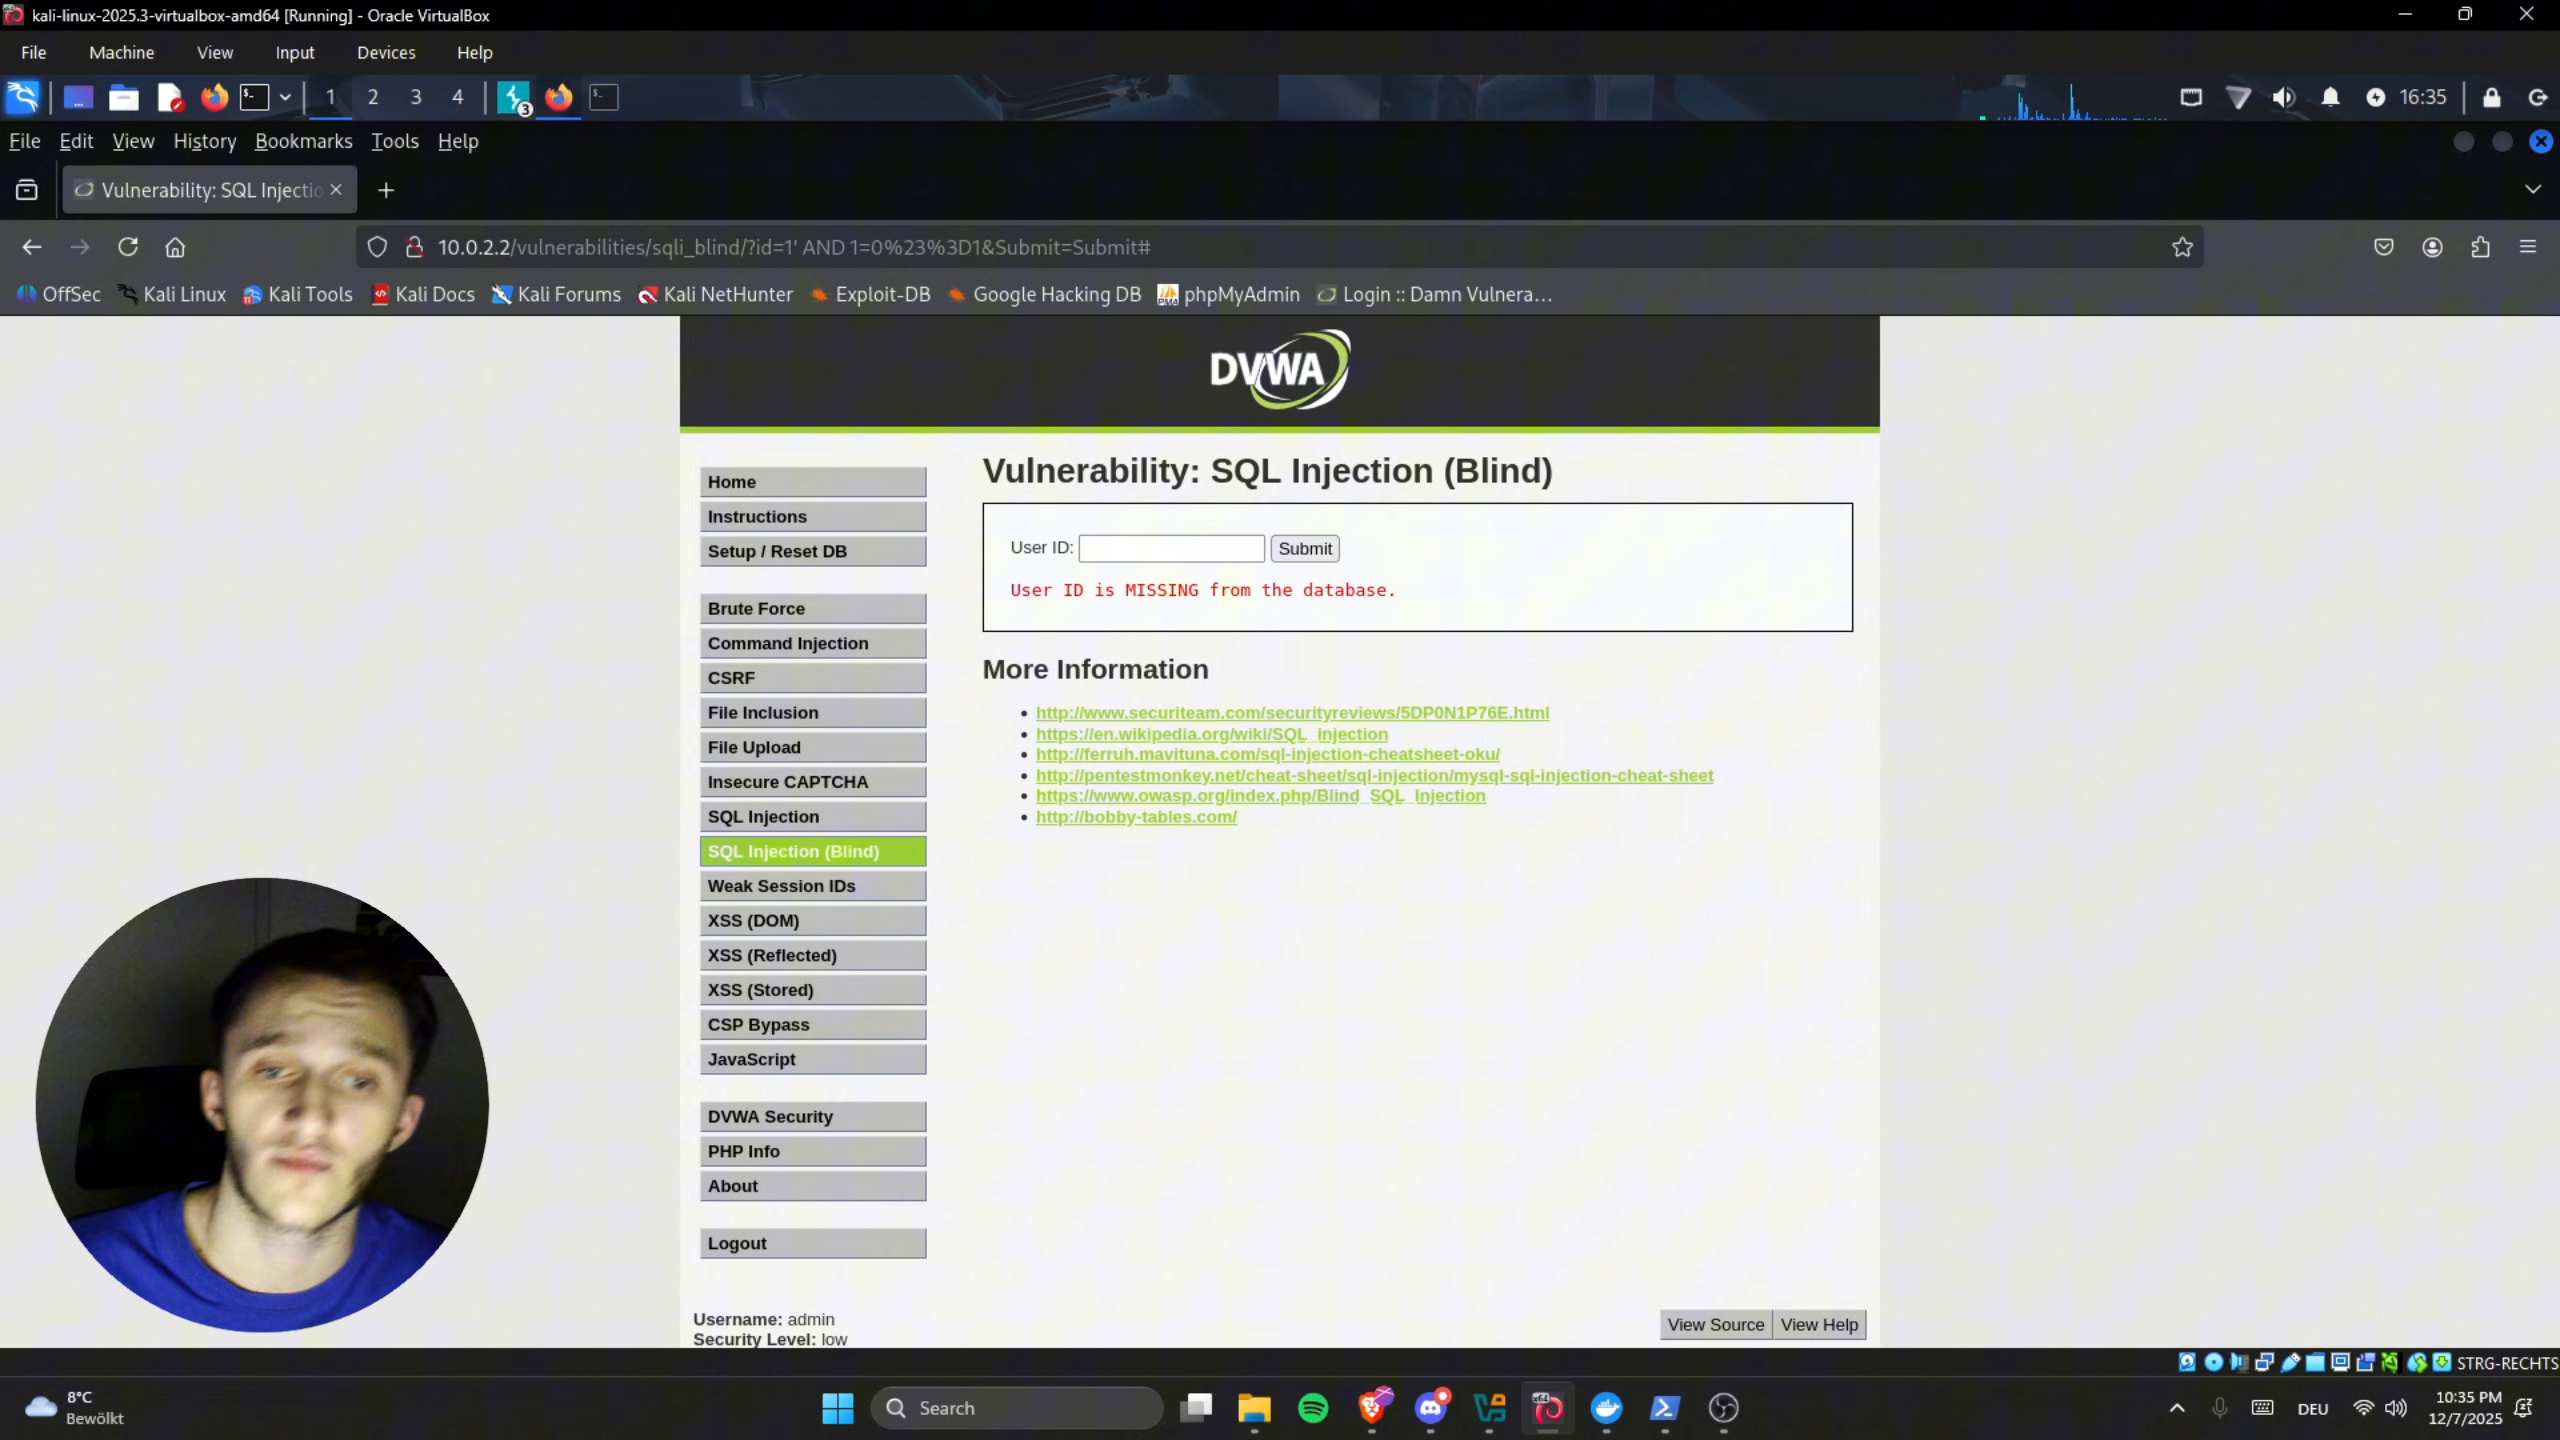 kali-linux-2025.3-virtualbox-amd64 [Running] - Oracle VirtualBox
File Machine View Input Devices Help
1 2 3 4 3 16:35
File Edit View History Bookmarks Tools Help
Vulnerability: SQL Injectio
10.0.2.2/vulnerabilities/sqli_blind/?id=1' AND 1=0%23%3D1&Submit=Submit#
OffSec Kali Linux Kali Tools Kali Docs Kali Forums Kali NetHunter Exploit-DB Google Hacking DB phpMyAdmin Login :: Damn Vulnera…
DVWA
Home
Instructions
Setup / Reset DB
Brute Force
Command Injection
CSRF
File Inclusion
File Upload
Insecure CAPTCHA
SQL Injection
SQL Injection (Blind)
Weak Session IDs
XSS (DOM)
XSS (Reflected)
XSS (Stored)
CSP Bypass
JavaScript
DVWA Security
PHP Info
About
Logout
Vulnerability: SQL Injection (Blind)
User ID: Submit
User ID is MISSING from the database.
More Information
http://www.securiteam.com/securityreviews/5DP0N1P76E.html
https://en.wikipedia.org/wiki/SQL_injection
http://ferruh.mavituna.com/sql-injection-cheatsheet-oku/
http://pentestmonkey.net/cheat-sheet/sql-injection/mysql-sql-injection-cheat-sheet
https://www.owasp.org/index.php/Blind_SQL_Injection
http://bobby-tables.com/
Username: admin
Security Level: low
View Source View Help
STRG-RECHTS
8°C
Bewölkt
Search
DEU
10:35 PM
12/7/2025